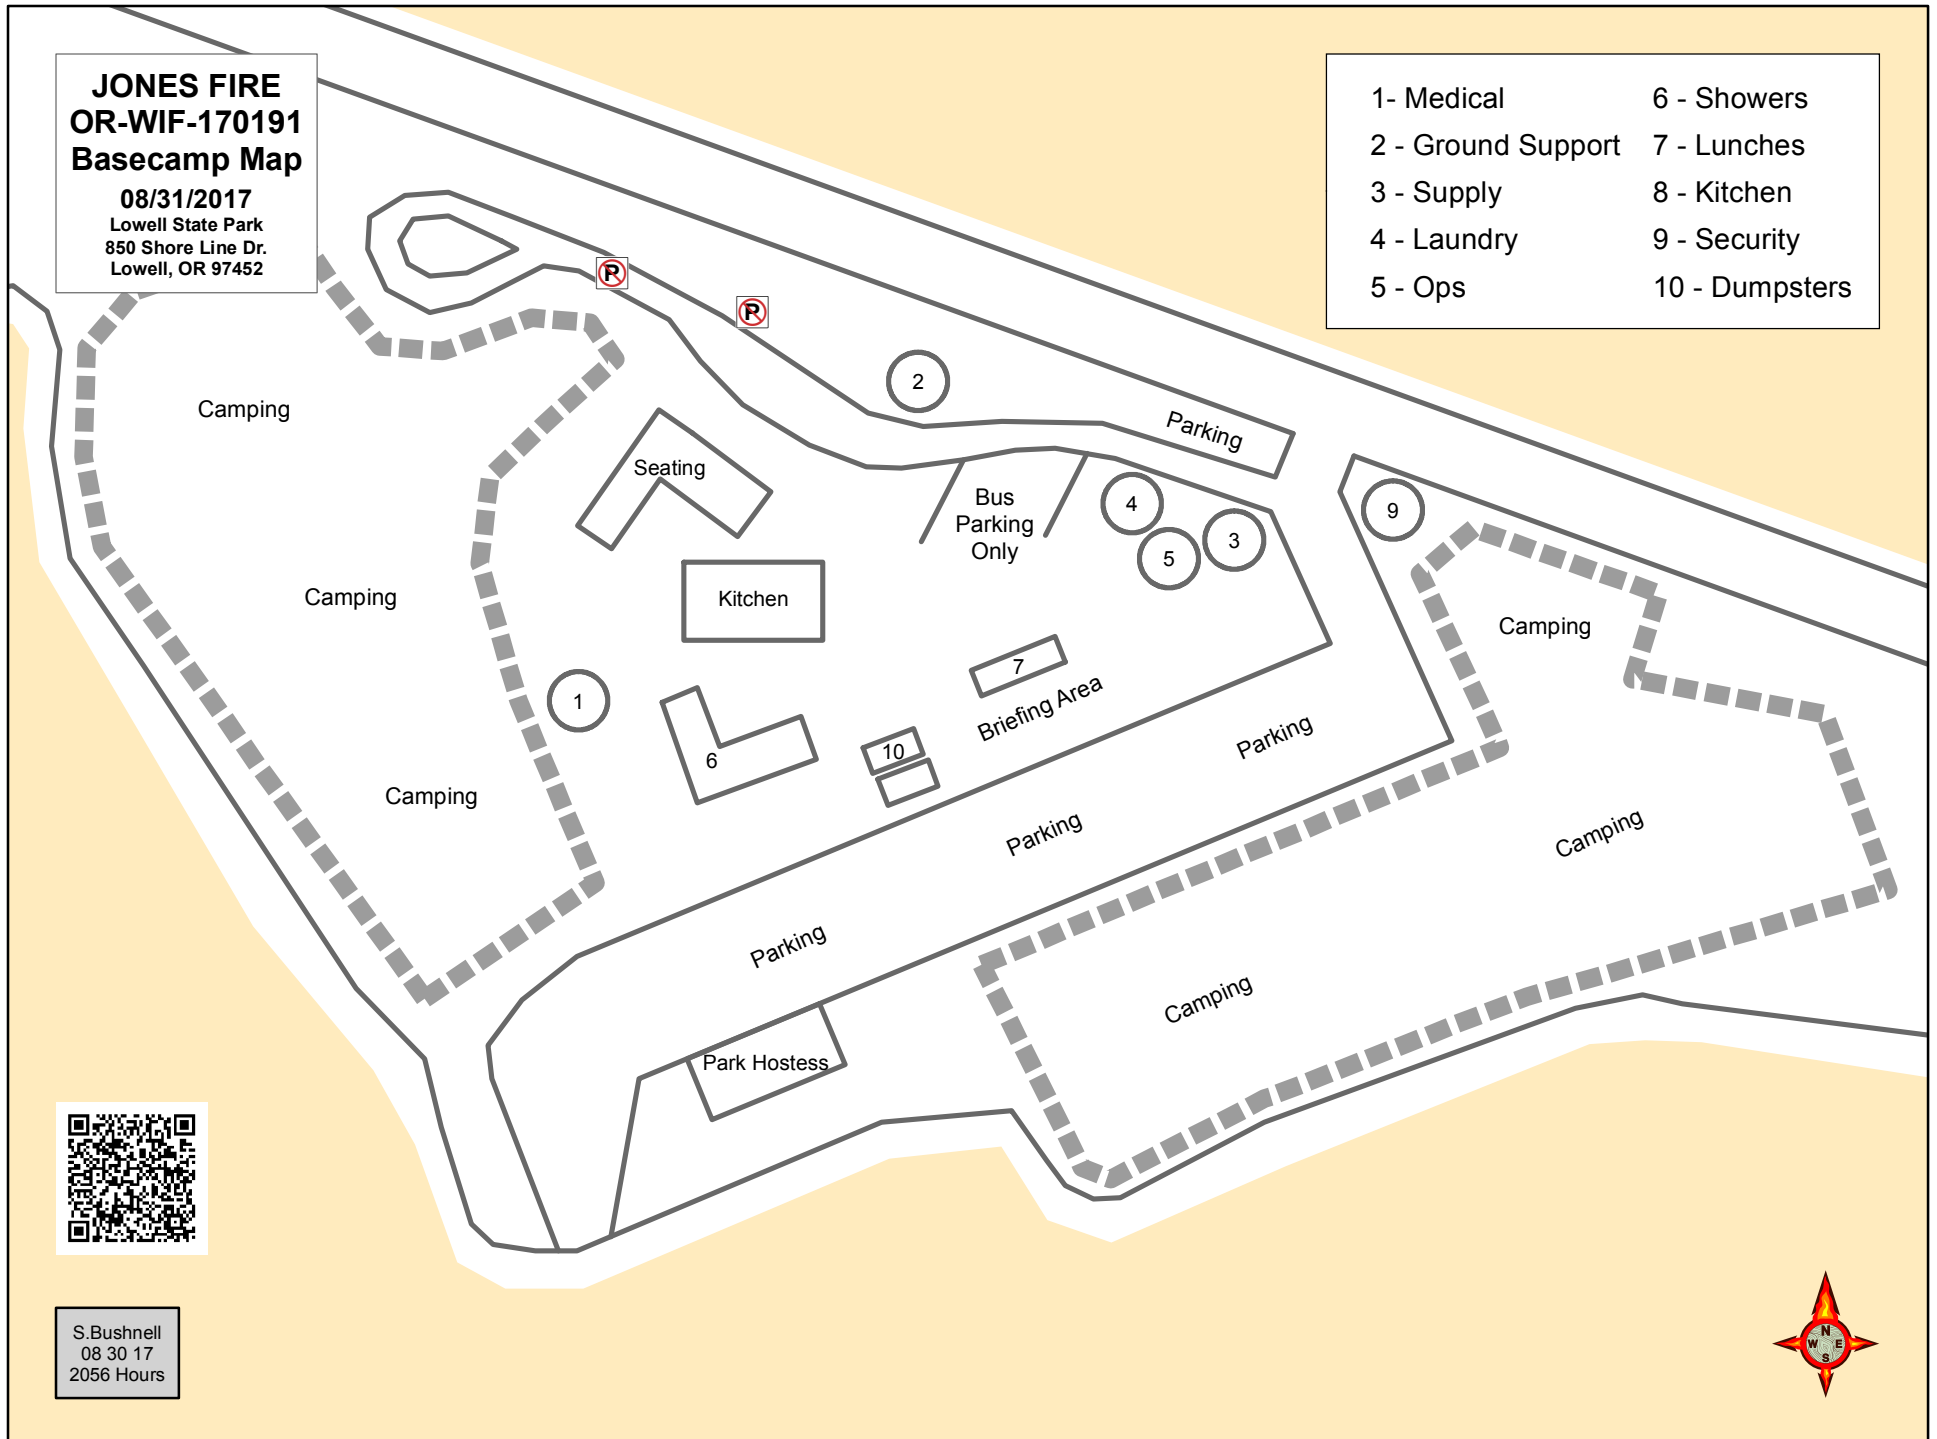 JONES FIRE
OR-WIF-170191
Basecamp Map
08/31/2017
Lowell State Park
850 Shore Line Dr.
Lowell, OR 97452
1- Medical
2 - Ground Support
3 - Supply
4 - Laundry
5 - Ops
6 - Showers
7 - Lunches
8 - Kitchen
9 - Security
10 - Dumpsters
P
P
2
Parking
Camping
Seating
Bus
Parking
Only
4
3
5
9
Camping
Kitchen
Camping
7
Briefing Area
1
6
10
Parking
Camping
Parking
Camping
Parking
Camping
Park Hostess
S.Bushnell
08 30 17
2056 Hours
N
W E
S